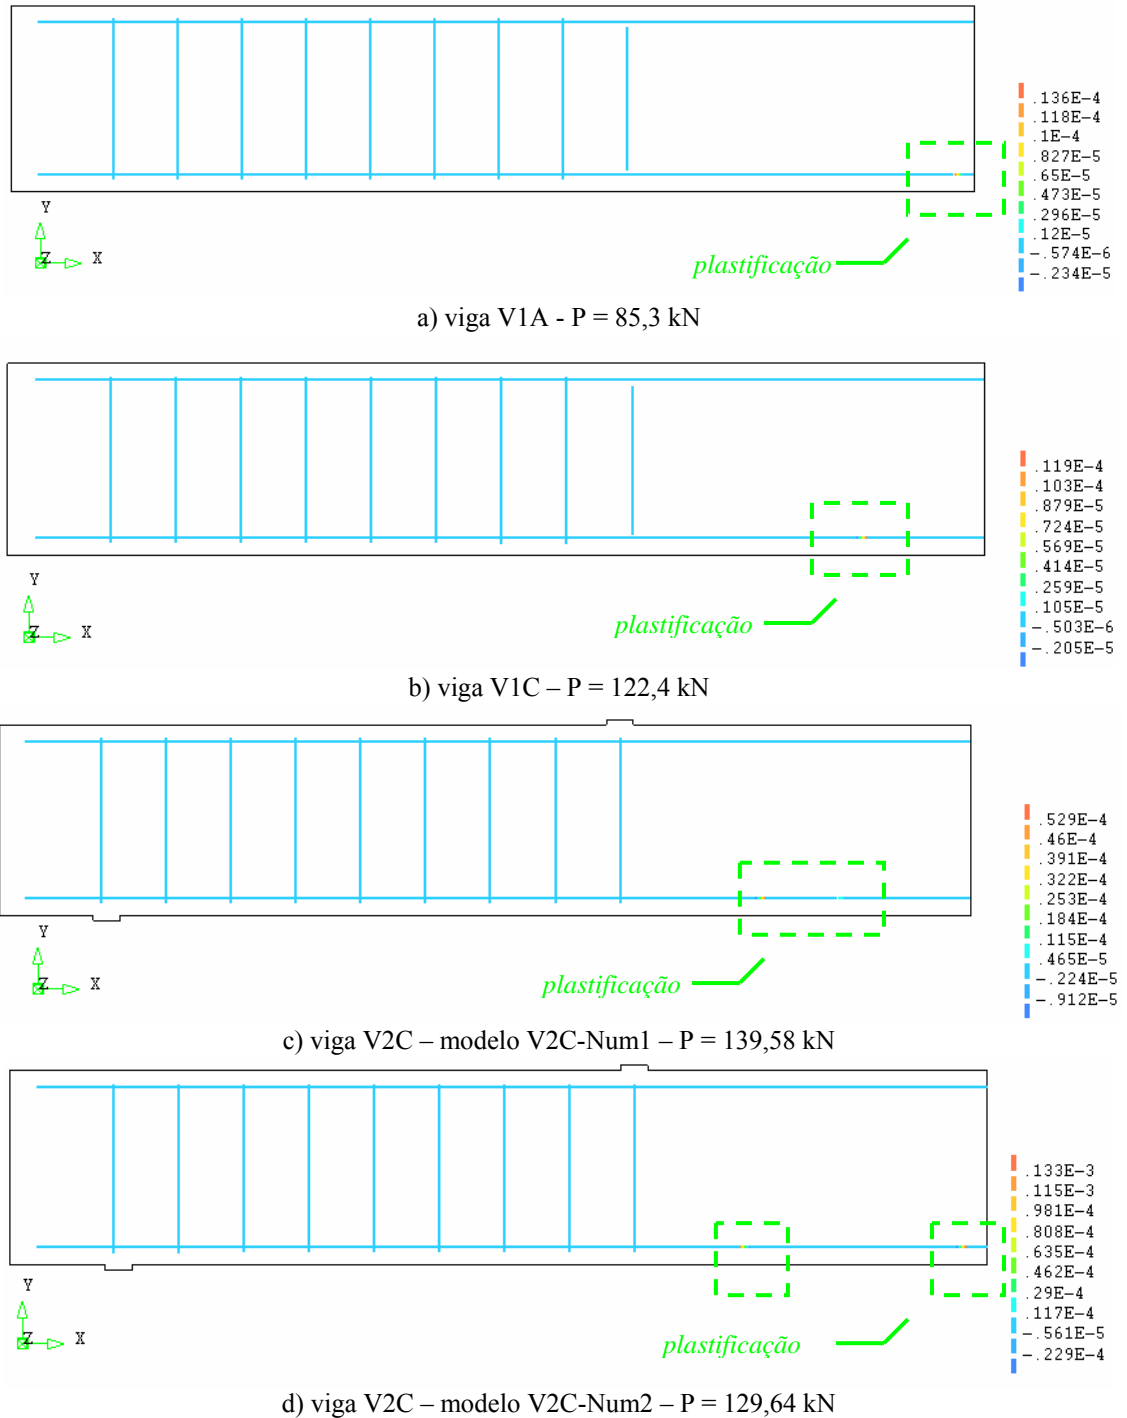 .136E-4
.118E-4
.1E-4
.827E-5
.65E-5
.473E-5
.296E-5
.12E-5
-.574E-6
-.234E-5
Y
Z X
plastificação
a) viga V1A - P = 85,3 kN
.119E-4
.103E-4
.879E-5
.724E-5
.569E-5
.414E-5
.259E-5
.105E-5
-.503E-6
-.205E-5
Y
Z X
plastificação
b) viga V1C – P = 122,4 kN
.529E-4
.46E-4
.391E-4
.322E-4
.253E-4
.184E-4
.115E-4
.465E-5
-.224E-5
-.912E-5
Y
Z X
plastificação
c) viga V2C – modelo V2C-Num1 – P = 139,58 kN
.133E-3
.115E-3
.981E-4
.808E-4
.635E-4
.462E-4
.29E-4
.117E-4
-.561E-5
-.229E-4
Y
Z X
plastificação
d) viga V2C – modelo V2C-Num2 – P = 129,64 kN